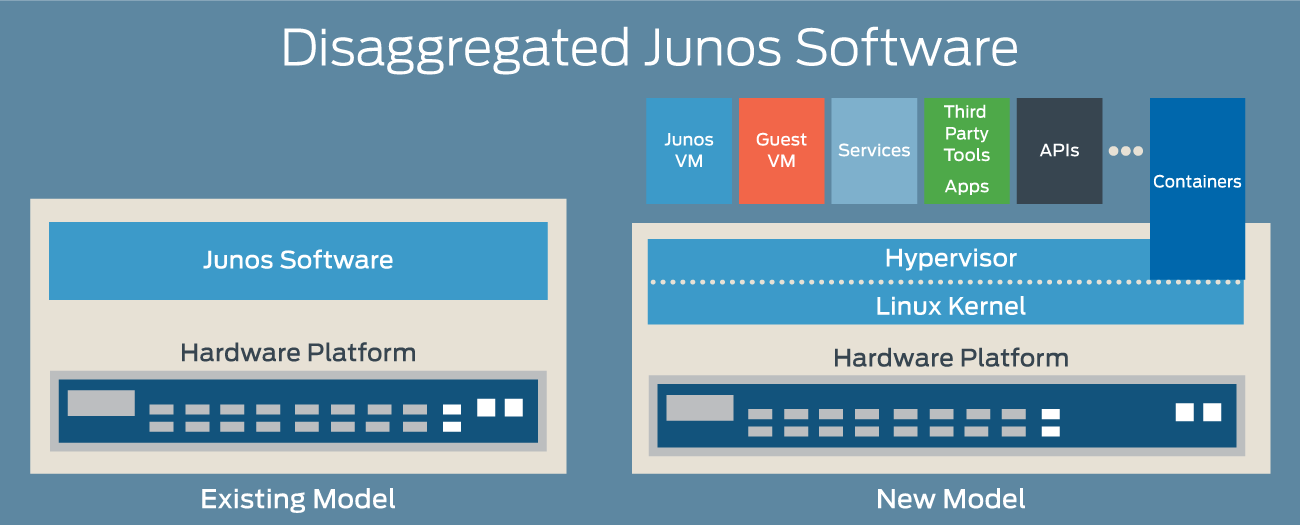 Disaggregated Junos Software
Junos
VM
Guest
VM
Services
Third
Party
Tools
Apps
APIs
Containers
Junos Software
Hardware Platform
Existing Model
Hypervisor
Linux Kernel
Hardware Platform
New Model